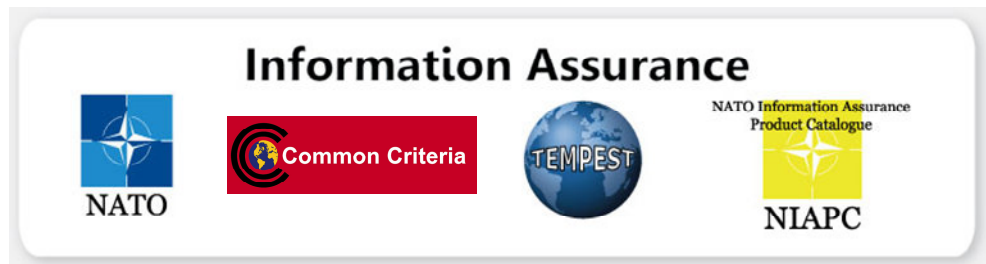 Information Assurance
NATO
Common Criteria
TEMPEST
NATO Information Assurance
Product Catalogue
NIAPC